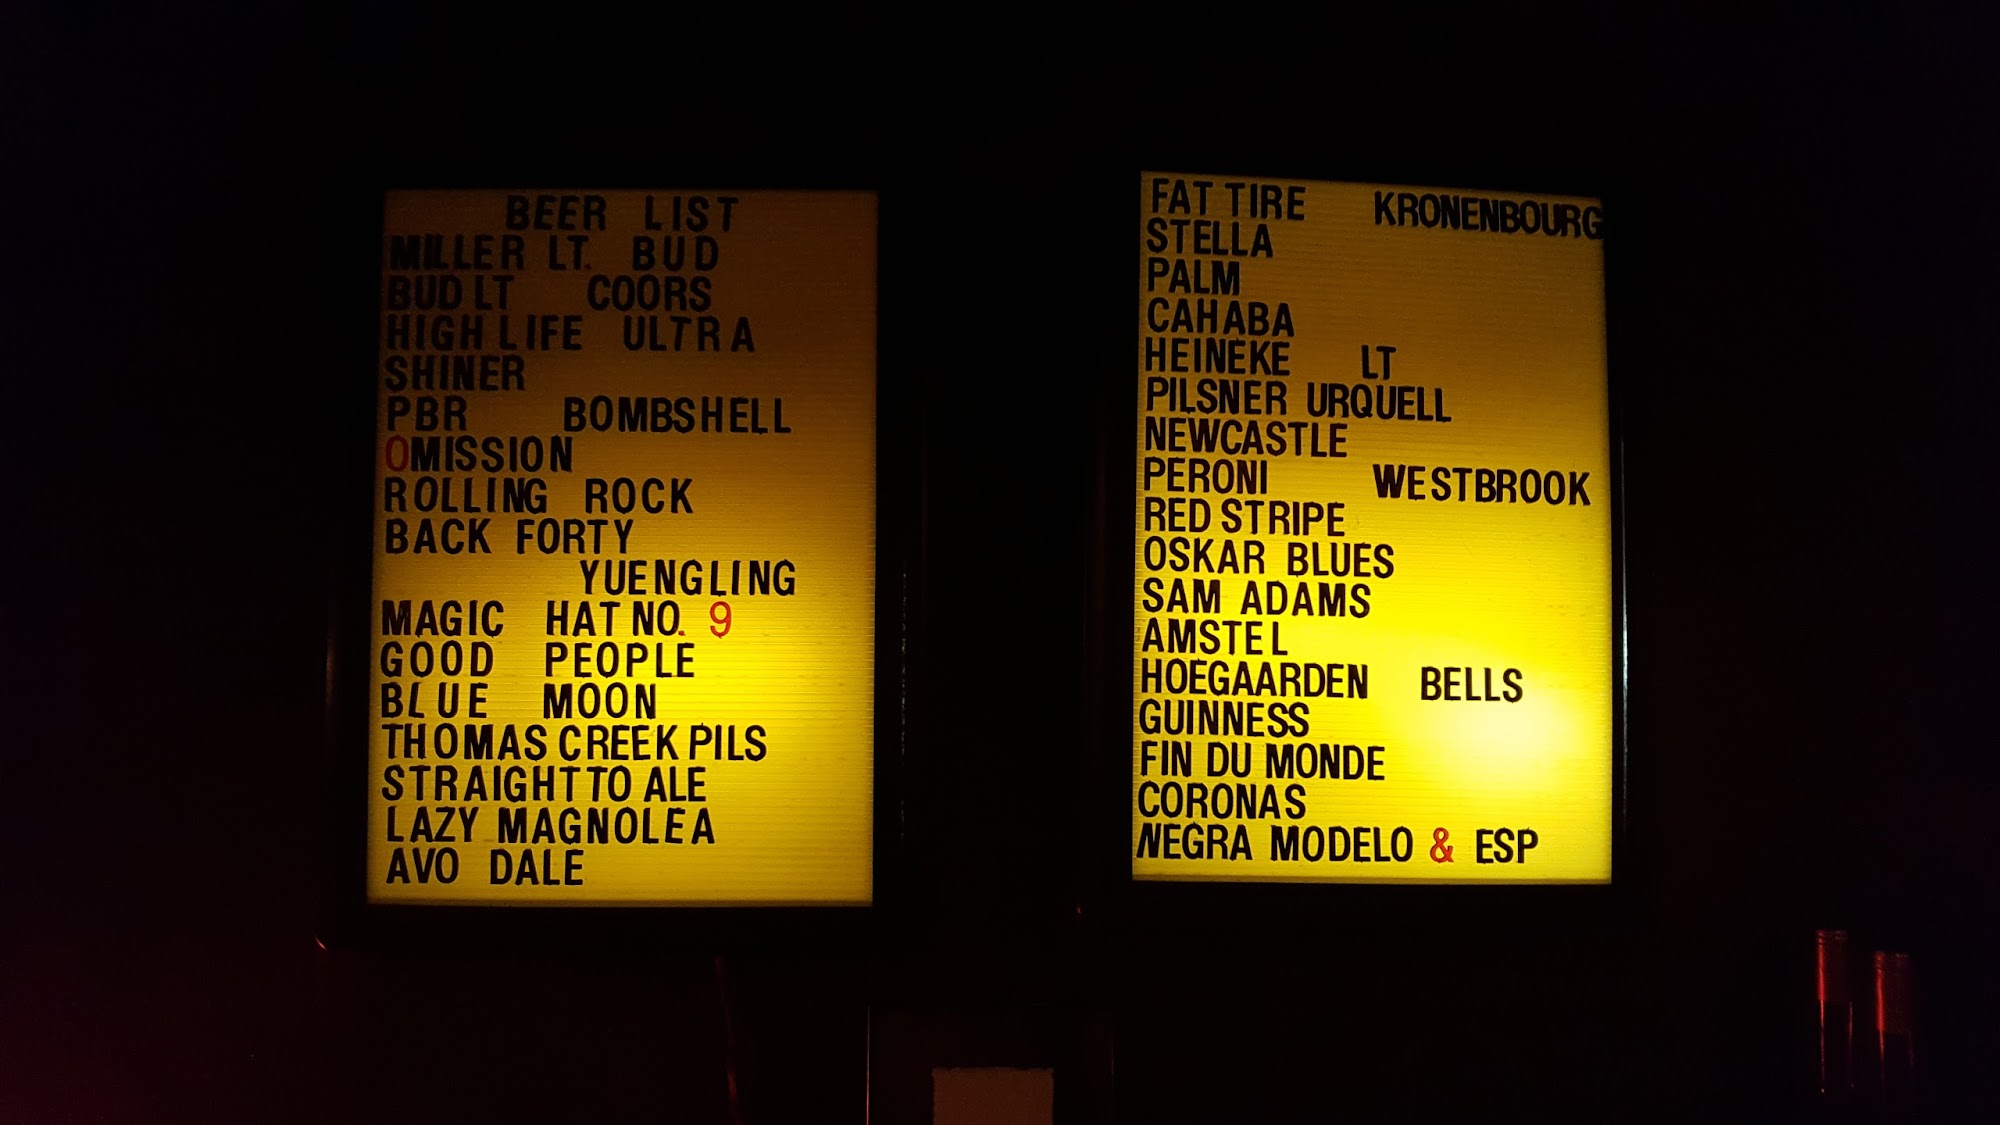 BEER LIST
MILLER LT. BUD
BUD LT COORS
HIGH LIFE ULTRA
SHINER
PBR BOMBSHELL
OMISSION
ROLLING ROCK
BACK FORTY
YUENGLING
MAGIC HAT NO. 9
GOOD PEOPLE
BLUE MOON
THOMAS CREEK PILS
STRAIGHT TO ALE
LAZY MAGNOLEA
AVO DALE
FAT TIRE KRONENBOURG
STELLA
PALM
CAHABA
HEINEKE LT
PILSNER URQUELL
NEWCASTLE
PERONI WESTBROOK
RED STRIPE
OSKAR BLUES
SAM ADAMS
AMSTEL
HOEGAARDEN BELLS
GUINNESS
FIN DU MONDE
CORONAS
NEGRA MODELO & ESP